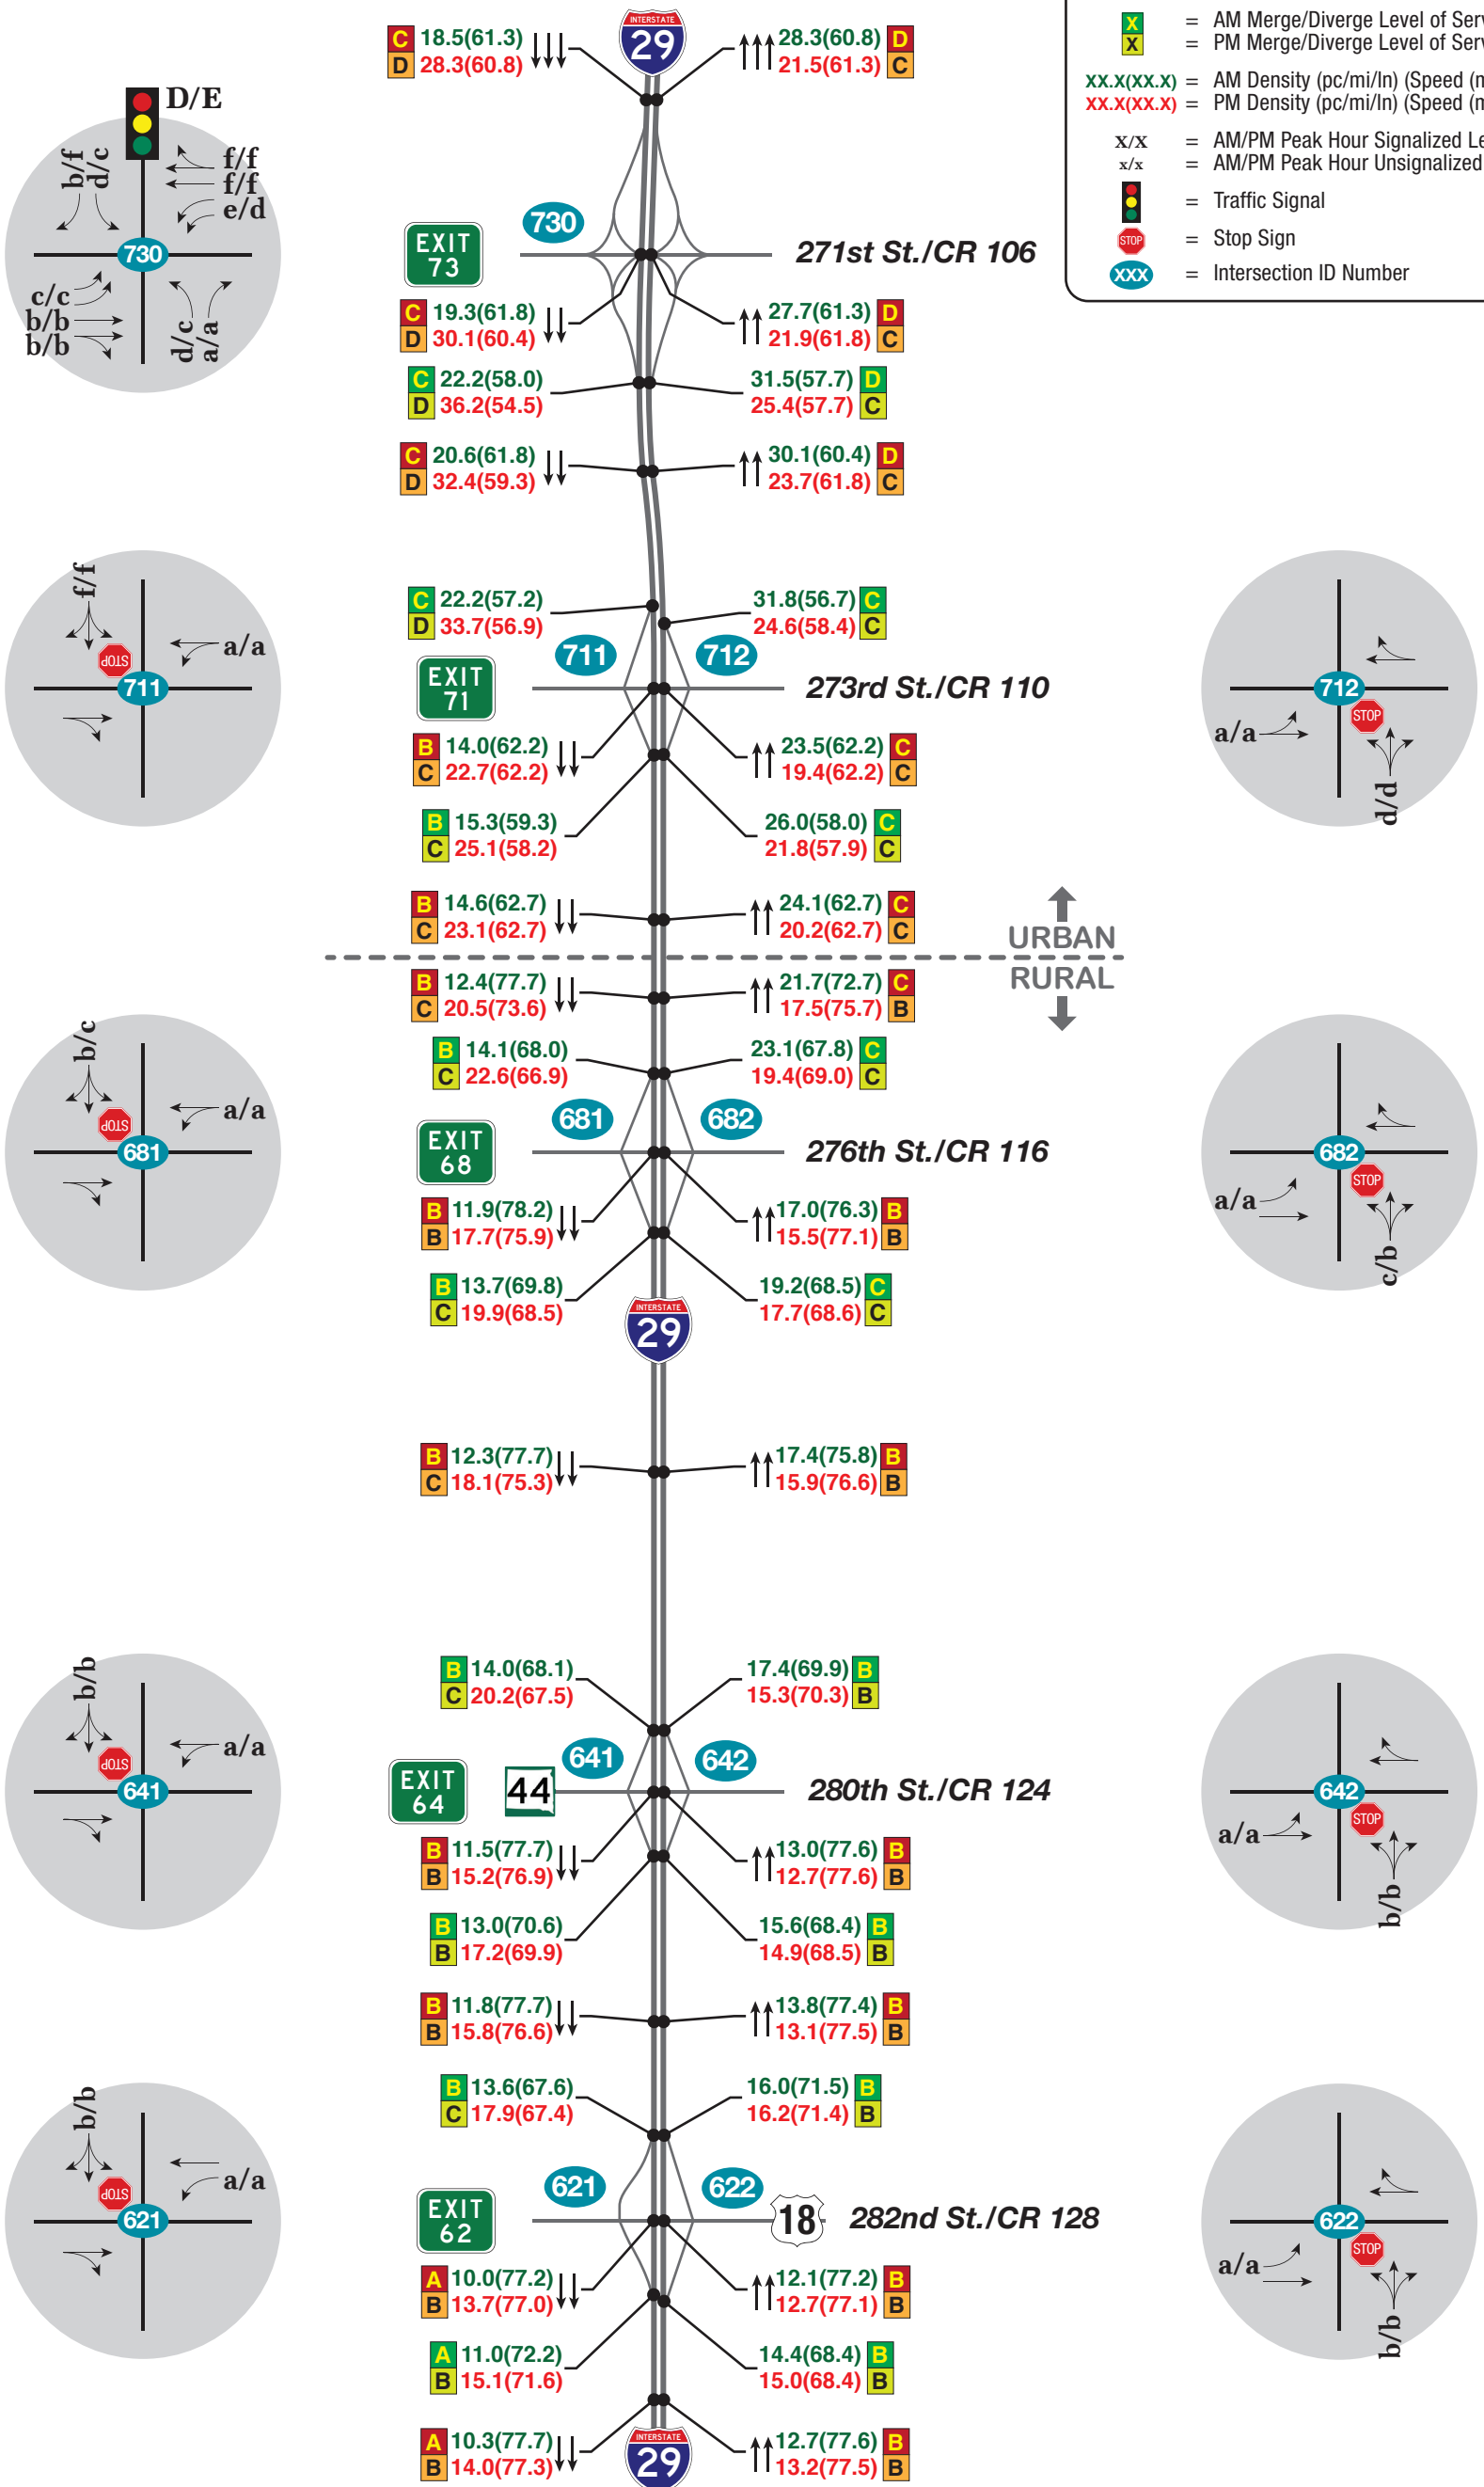 INTERSTATE
29
C 18.5(61.3)
D 28.3(60.8)
28.3(60.8) D
21.5(61.3) C
X = AM Merge/Diverge Level of Serv
X = PM Merge/Diverge Level of Serv
XX.X(XX.X) = AM Density (pc/mi/ln) (Speed (m
XX.X(XX.X) = PM Density (pc/mi/ln) (Speed (m
X/X = AM/PM Peak Hour Signalized Le
x/x = AM/PM Peak Hour Unsignalized
= Traffic Signal
STOP = Stop Sign
XXX = Intersection ID Number
D/E
b/f
d/c
f/f
f/f
e/d
730
c/c
b/b
b/b
d/c
a/a
730
EXIT
73
271st St./CR 106
C 19.3(61.8)
D 30.1(60.4)
27.7(61.3) D
21.9(61.8) C
C 22.2(58.0)
D 36.2(54.5)
31.5(57.7) D
25.4(57.7) C
C 20.6(61.8)
D 32.4(59.3)
30.1(60.4) D
23.7(61.8) C
f/f
STOP
a/a
711
C 22.2(57.2)
D 33.7(56.9)
31.8(56.7) C
24.6(58.4) C
711
712
EXIT
71
273rd St./CR 110
712
STOP
a/a
d/d
B 14.0(62.2)
C 22.7(62.2)
23.5(62.2) C
19.4(62.2) C
B 15.3(59.3)
C 25.1(58.2)
26.0(58.0) C
21.8(57.9) C
B 14.6(62.7)
C 23.1(62.7)
24.1(62.7) C
20.2(62.7) C
URBAN
RURAL
B 12.4(77.7)
C 20.5(73.6)
21.7(72.7) C
17.5(75.7) B
B 14.1(68.0)
C 22.6(66.9)
23.1(67.8) C
19.4(69.0) C
b/c
STOP
a/a
681
681
682
EXIT
68
276th St./CR 116
682
STOP
a/a
c/b
B 11.9(78.2)
B 17.7(75.9)
17.0(76.3) B
15.5(77.1) B
B 13.7(69.8)
C 19.9(68.5)
19.2(68.5) C
17.7(68.6) C
INTERSTATE
29
B 12.3(77.7)
C 18.1(75.3)
17.4(75.8) B
15.9(76.6) B
B 14.0(68.1)
C 20.2(67.5)
17.4(69.9) B
15.3(70.3) B
b/b
STOP
a/a
641
641
642
EXIT
64
44
280th St./CR 124
642
STOP
a/a
b/b
B 11.5(77.7)
B 15.2(76.9)
13.0(77.6) B
12.7(77.6) B
B 13.0(70.6)
B 17.2(69.9)
15.6(68.4) B
14.9(68.5) B
B 11.8(77.7)
B 15.8(76.6)
13.8(77.4) B
13.1(77.5) B
B 13.6(67.6)
C 17.9(67.4)
16.0(71.5) B
16.2(71.4) B
b/b
STOP
a/a
621
621
622
EXIT
62
18
282nd St./CR 128
622
STOP
a/a
b/b
A 10.0(77.2)
B 13.7(77.0)
12.1(77.2) B
12.7(77.1) B
A 11.0(72.2)
B 15.1(71.6)
14.4(68.4) B
15.0(68.4) B
A 10.3(77.7)
B 14.0(77.3)
12.7(77.6) B
13.2(77.5) B
INTERSTATE
29